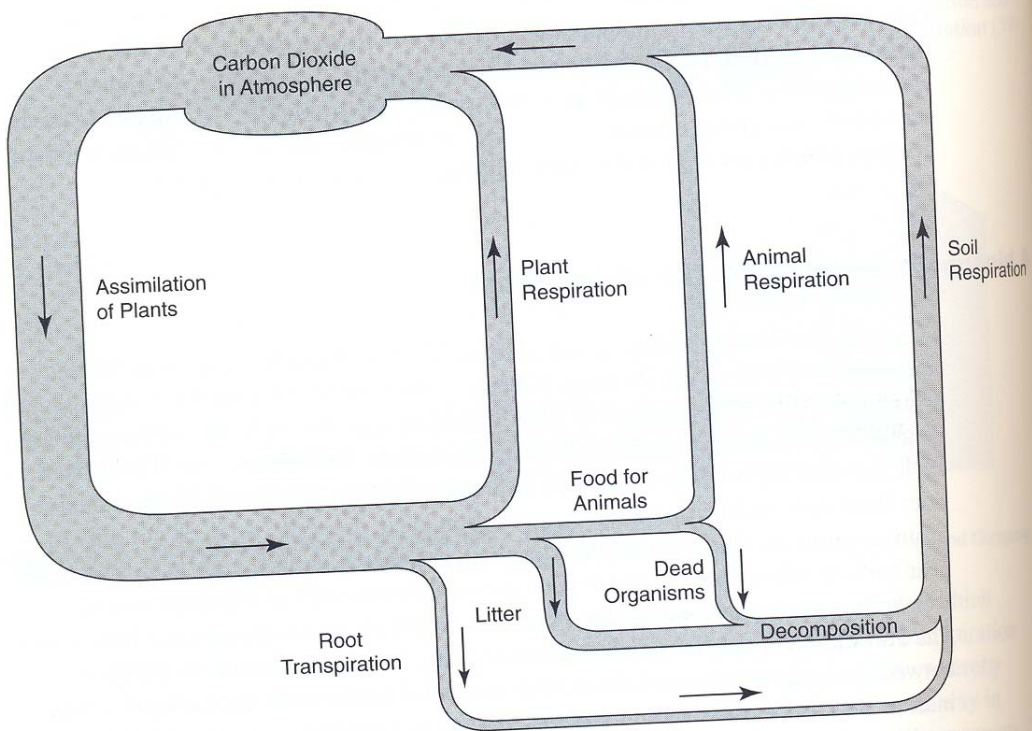 Carbon Dioxide
in Atmosphere
Assimilation
of Plants
Plant
Respiration
Animal
Respiration
Soil
Respiration
Food for
Animals
Dead
Organisms
Litter
Decomposition
Root
Transpiration